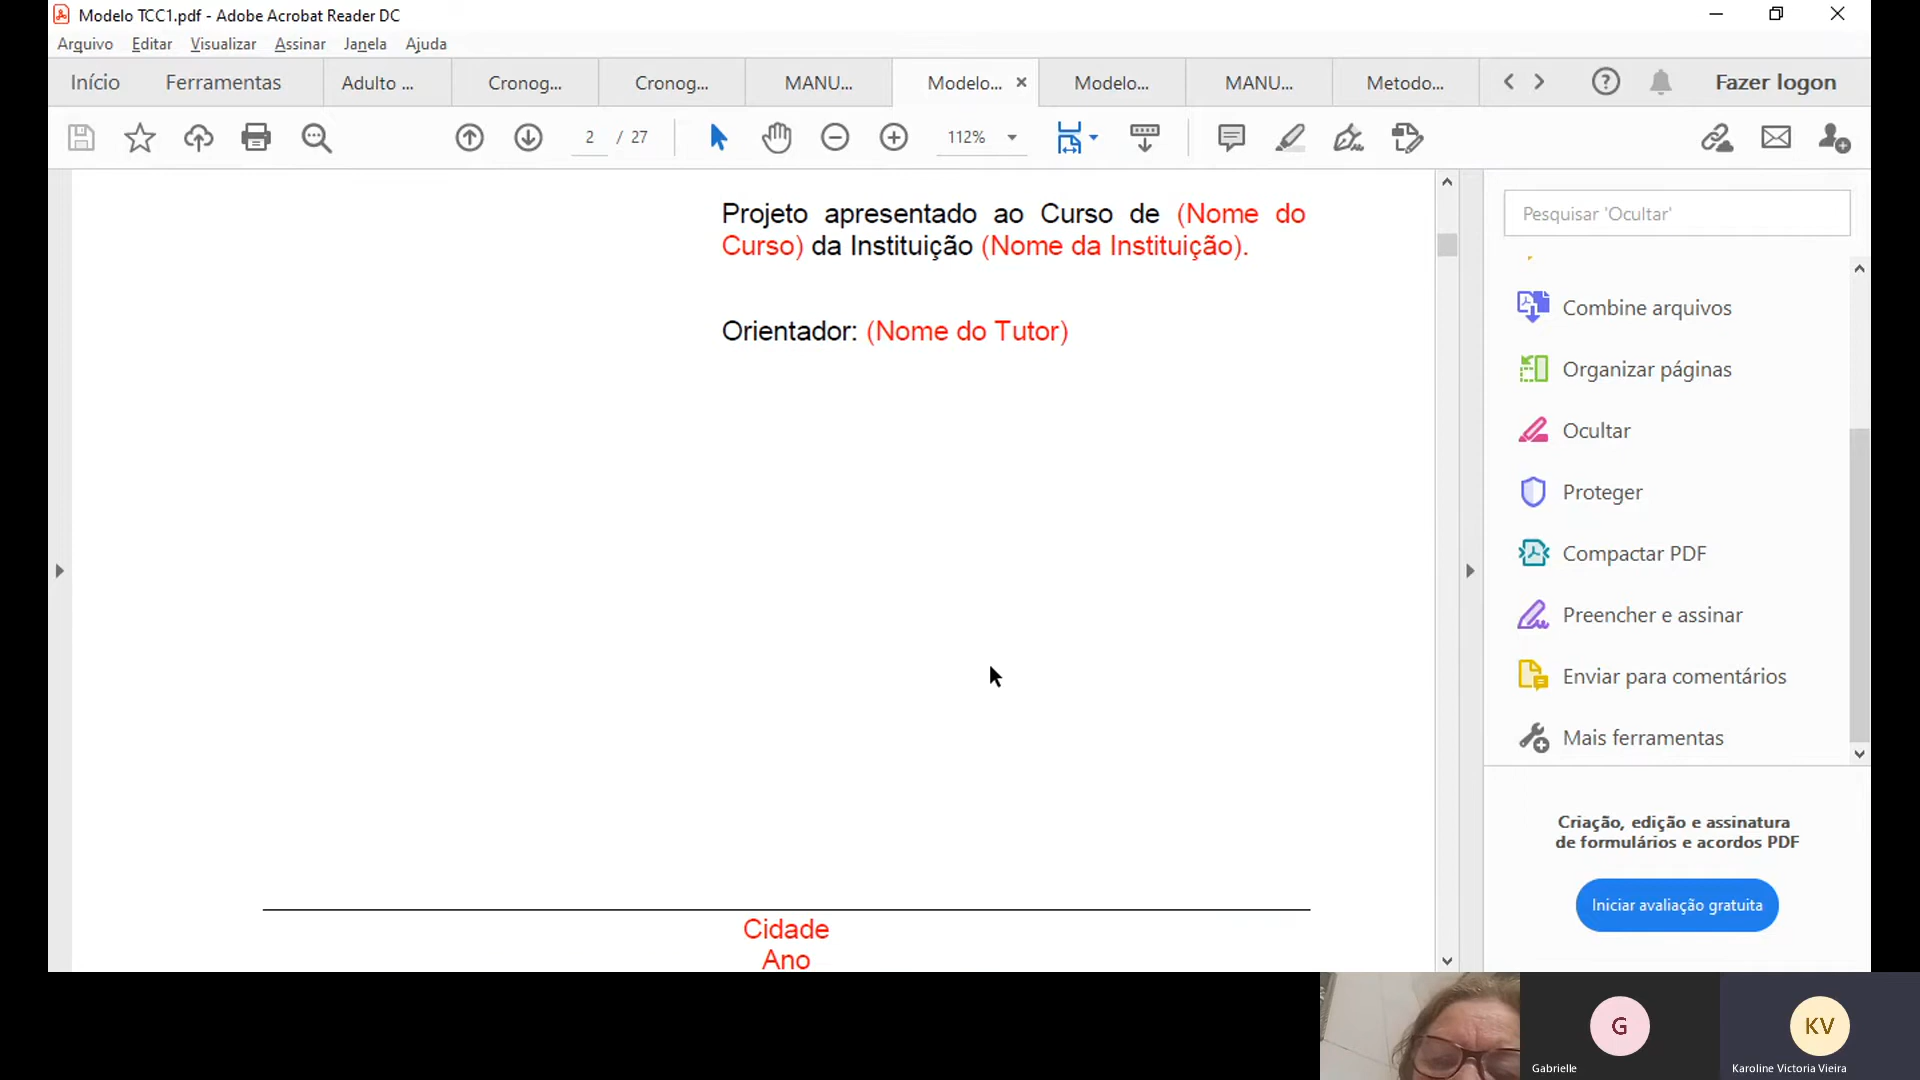 Modelo TCC1.pdf - Adobe Acrobat Reader DC
Arquivo Editar Visualizar Assinar Janela Ajuda
Início Ferramentas Adulto ... Cronog... Cronog... MANU... Modelo... Modelo... MANU... Metodo... Fazer logon
2 / 27 112%
Projeto apresentado ao Curso de (Nome do
Curso) da Instituição (Nome da Instituição).
Orientador: (Nome do Tutor)
Cidade
Ano
Pesquisar 'Ocultar'
Combine arquivos
Organizar páginas
Ocultar
Proteger
Compactar PDF
Preencher e assinar
Enviar para comentários
Mais ferramentas
Criação, edição e assinatura
de formulários e acordos PDF
Iniciar avaliação gratuita
G
KV
Gabrielle
Karoline Victoria Vieira